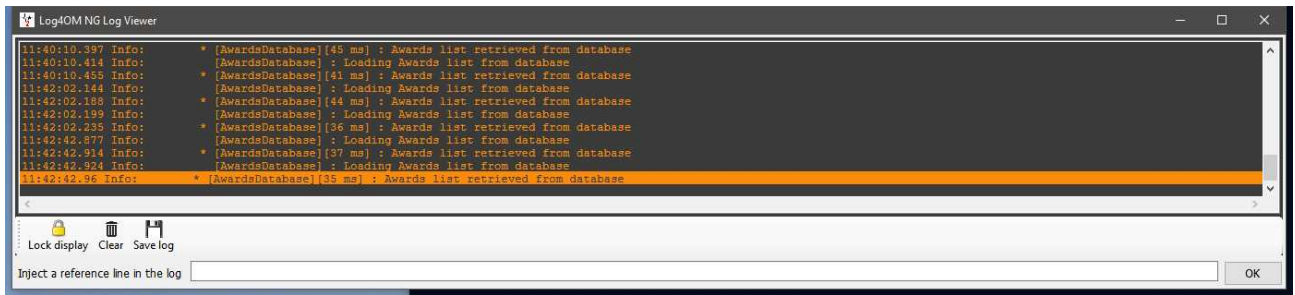 Log4OM NG Log Viewer
11:40:10.397 Info: * [AwardsDatabase][45 ms] : Awards list retrieved from database
11:40:10.414 Info: [AwardsDatabase] : Loading Awards list from database
11:40:10.455 Info: * [AwardsDatabase][41 ms] : Awards list retrieved from database
11:42:02.144 Info: [AwardsDatabase] : Loading Awards list from database
11:42:02.188 Info: * [AwardsDatabase][44 ms] : Awards list retrieved from database
11:42:02.199 Info: [AwardsDatabase] : Loading Awards list from database
11:42:02.235 Info: * [AwardsDatabase][36 ms] : Awards list retrieved from database
11:42:42.877 Info: [AwardsDatabase] : Loading Awards list from database
11:42:42.914 Info: * [AwardsDatabase][37 ms] : Awards list retrieved from database
11:42:42.924 Info: [AwardsDatabase] : Loading Awards list from database
11:42:42.96 Info: * [AwardsDatabase][35 ms] : Awards list retrieved from database
Lock display Clear Save log
Inject a reference line in the log OK